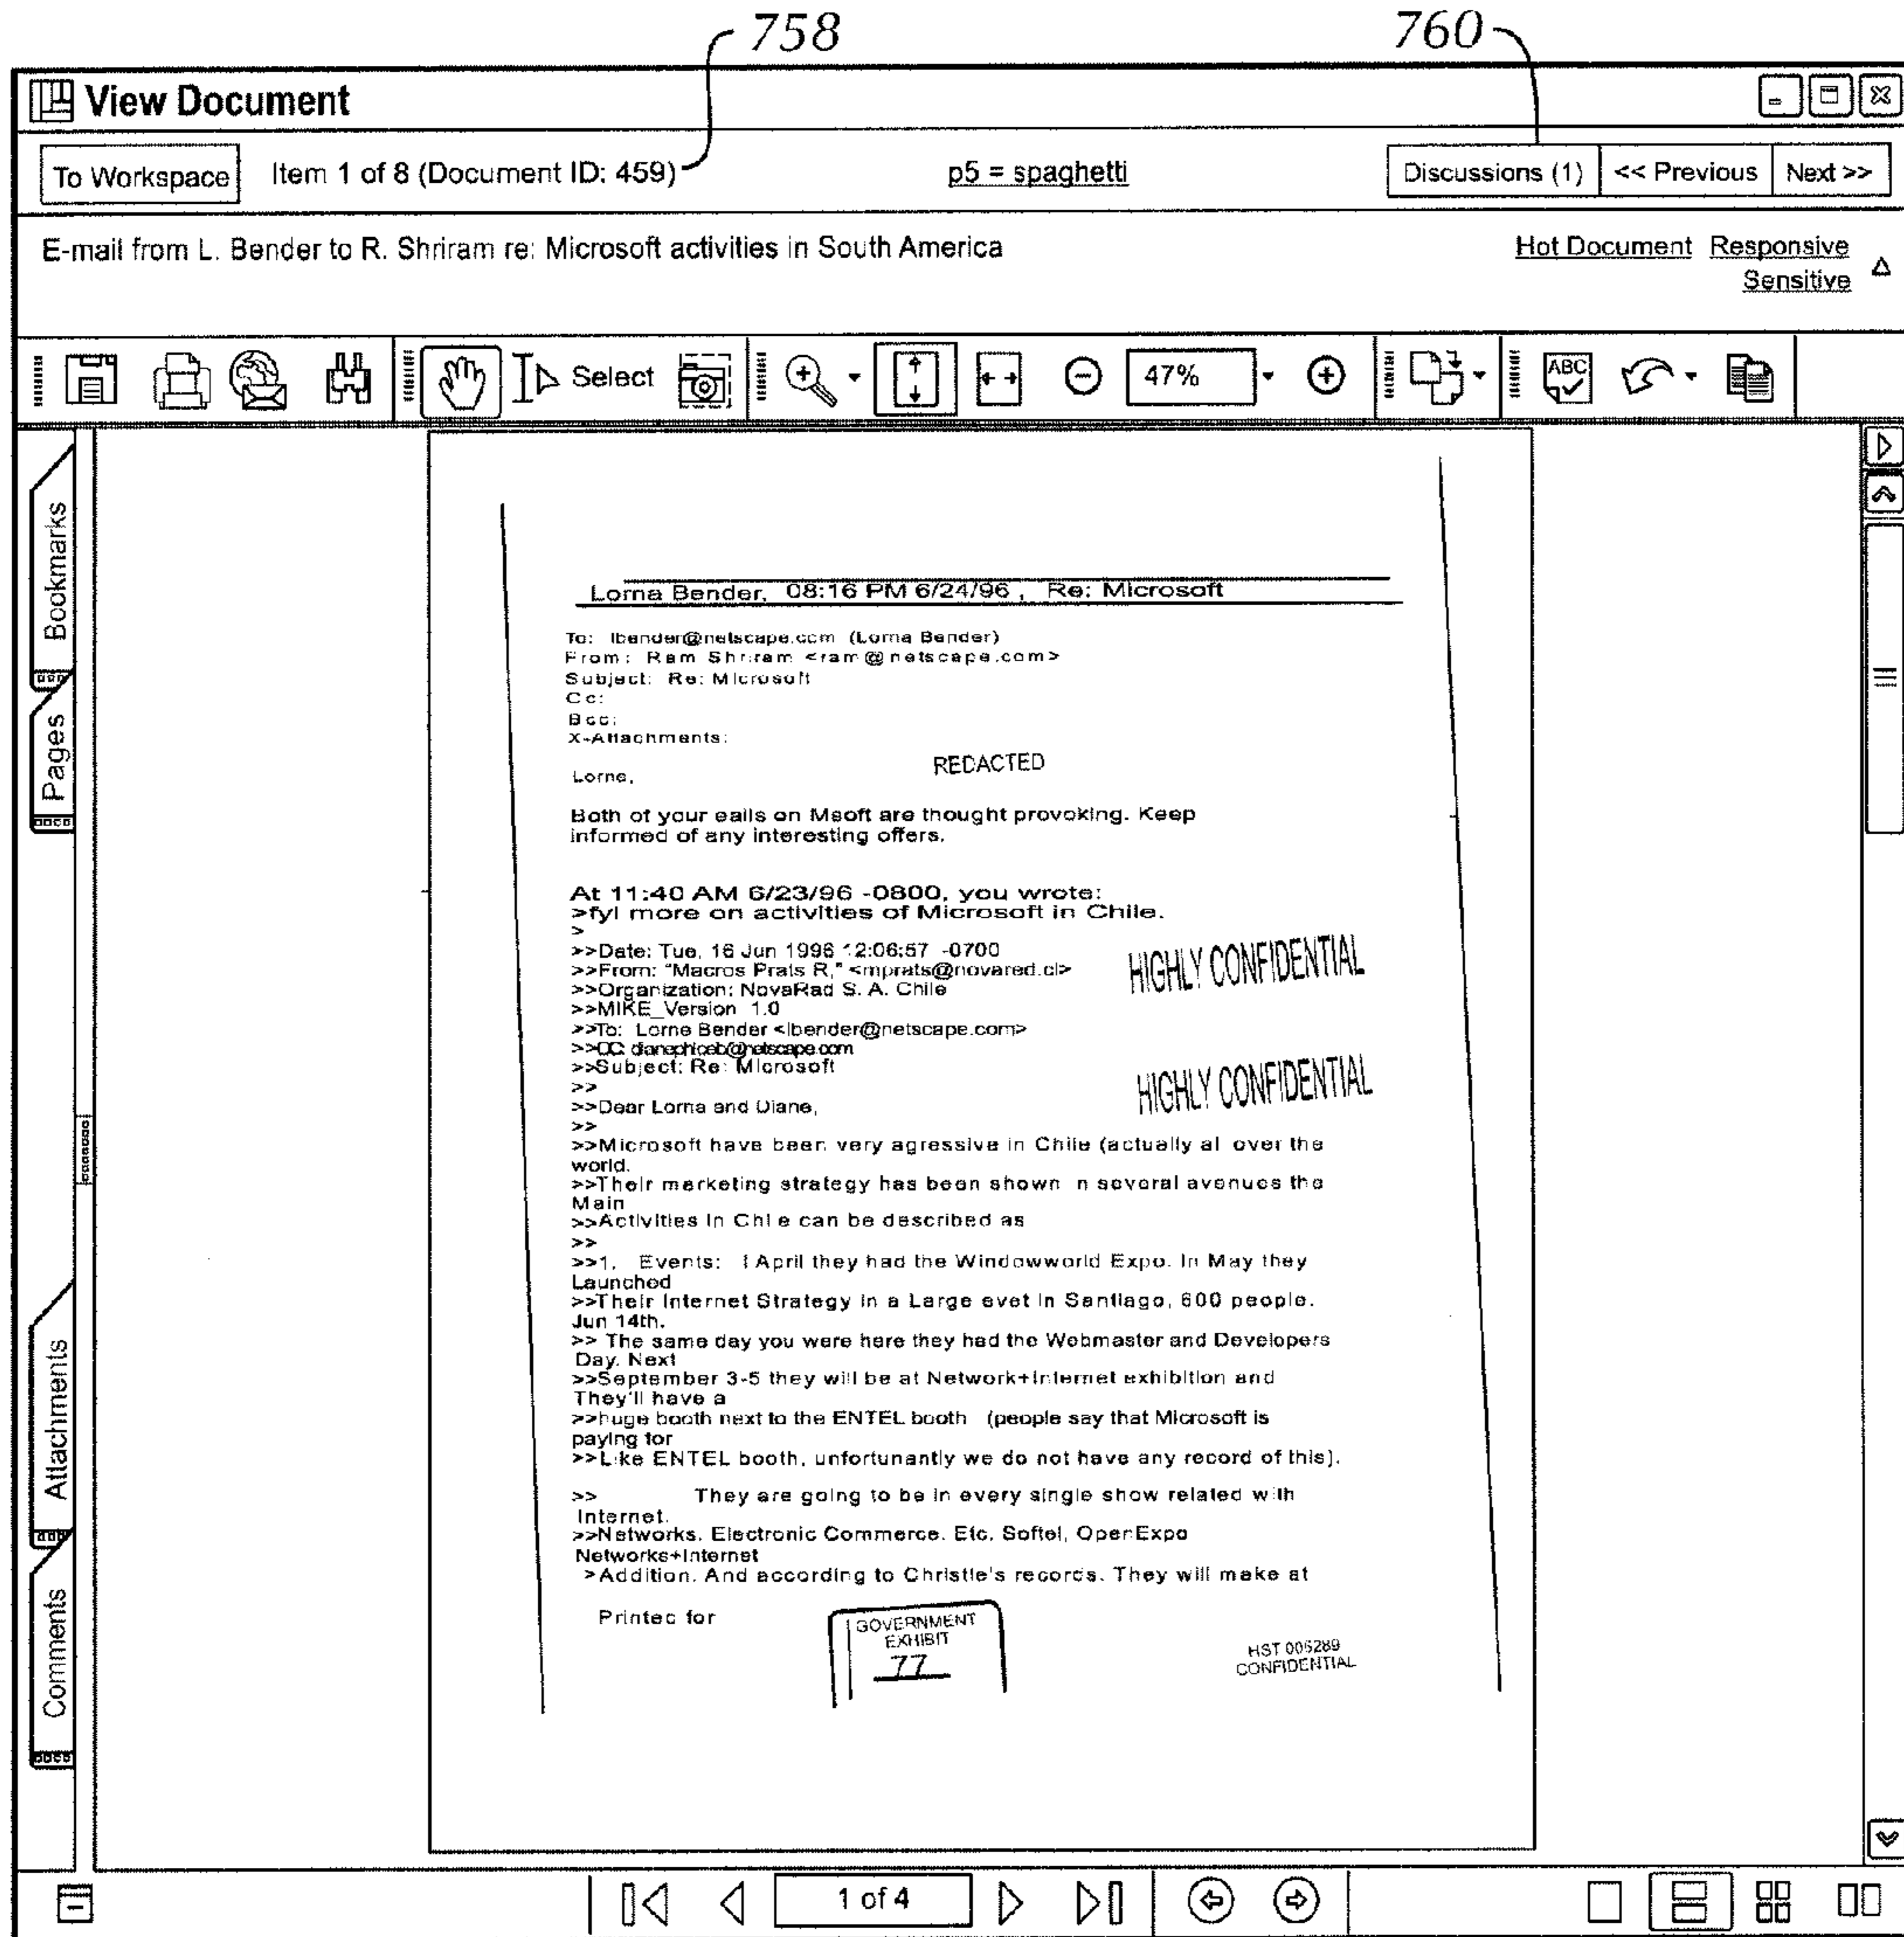 758
760
View Document
To Workspace Item 1 of 8 (Document ID: 459) p5 = spaghetti Discussions (1) << Previous Next >>
E-mail from L. Bender to R. Shriram re: Microsoft activities in South America Hot Document Responsive
Sensitive
Select 47% ABC
Bookmarks
Pages
Attachments
Comments
Lorna Bender, 08:16 PM 6/24/96 , Re: Microsoft
To: lbender@netscape.com (Lorna Bender)
From: Ram Shriram <ram@netscape.com>
Subject: Re: Microsoft
Cc:
Bcc:
X-Attachments:
REDACTED
Lorne,
Both of your ealls on Msoft are thought provoking. Keep
informed of any interesting offers.
At 11:40 AM 6/23/96 -0800, you wrote:
>fyI more on activities of Microsoft in Chile.
>
>>Date: Tue, 16 Jun 1996 12:06:57 -0700
>>From: "Macros Prats R," <mprats@novared.cl>
>>Organization: NovaRad S. A. Chile
>>MIKE_Version 1.0
>>To: Lorne Bender <lbender@netscape.com>
>>CC:
>>Subject: Re: Microsoft
>>
>>Dear Lorna and Diane,
>>
HIGHLY CONFIDENTIAL
HIGHLY CONFIDENTIAL
>>Microsoft have been very agressive in Chile (actually al over the
world.
>>Their marketing strategy has been shown n several avenues the
Main
>>Activities in Chi e can be described as
>>
>>1. Events: I April they had the Windowworld Expo. In May they
Launched
>>Their Internet Strategy in a Large evet in Santiago, 600 people.
Jun 14th.
>> The same day you were here they had the Webmaster and Developers
Day. Next
>>September 3-5 they will be at Network+Internet exhibition and
They'll have a
>>huge booth next to the ENTEL booth (people say that Microsoft is
paying for
>>Like ENTEL booth, unfortunantly we do not have any record of this).
>> They are going to be in every single show related with
Internet.
>>Networks. Electronic Commerce. Etc. Softel, OpenExpo
Networks+Internet
>Addition. And according to Christie's records. They will make at
Printed for
GOVERNMENT
EXHIBIT
77
HST 005289
CONFIDENTIAL
1 of 4